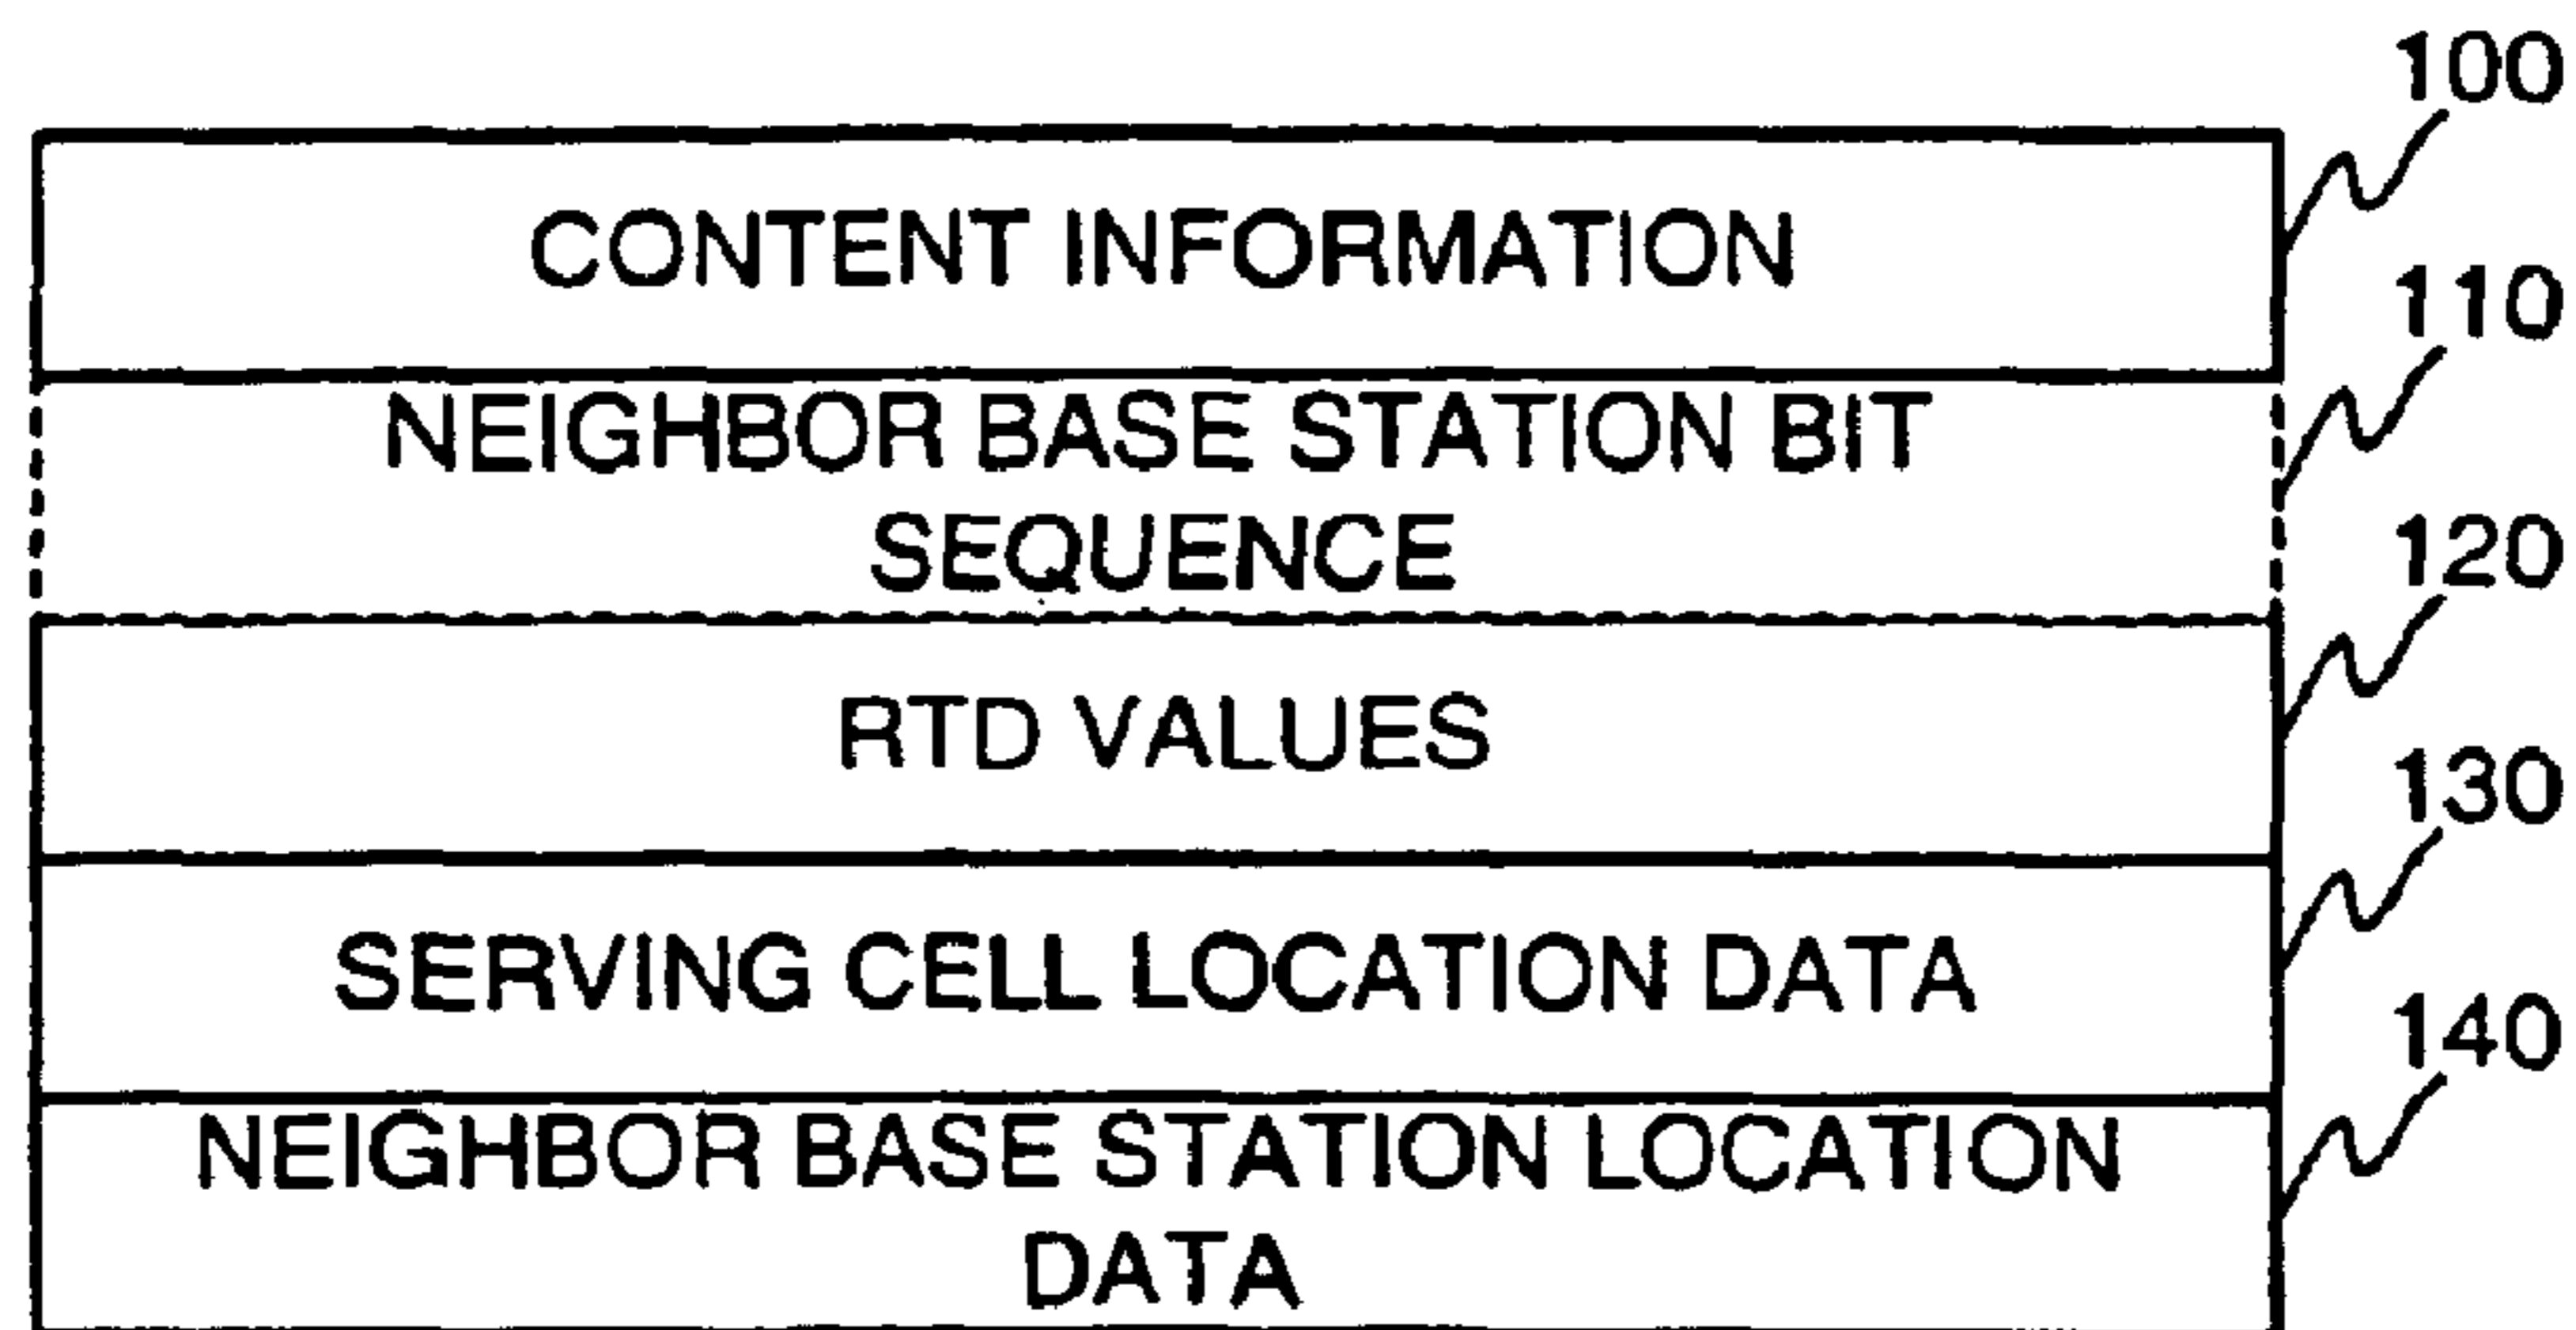 100
CONTENT INFORMATION
110
NEIGHBOR BASE STATION BIT
SEQUENCE
120
RTD VALUES
130
SERVING CELL LOCATION DATA
140
NEIGHBOR BASE STATION LOCATION
DATA